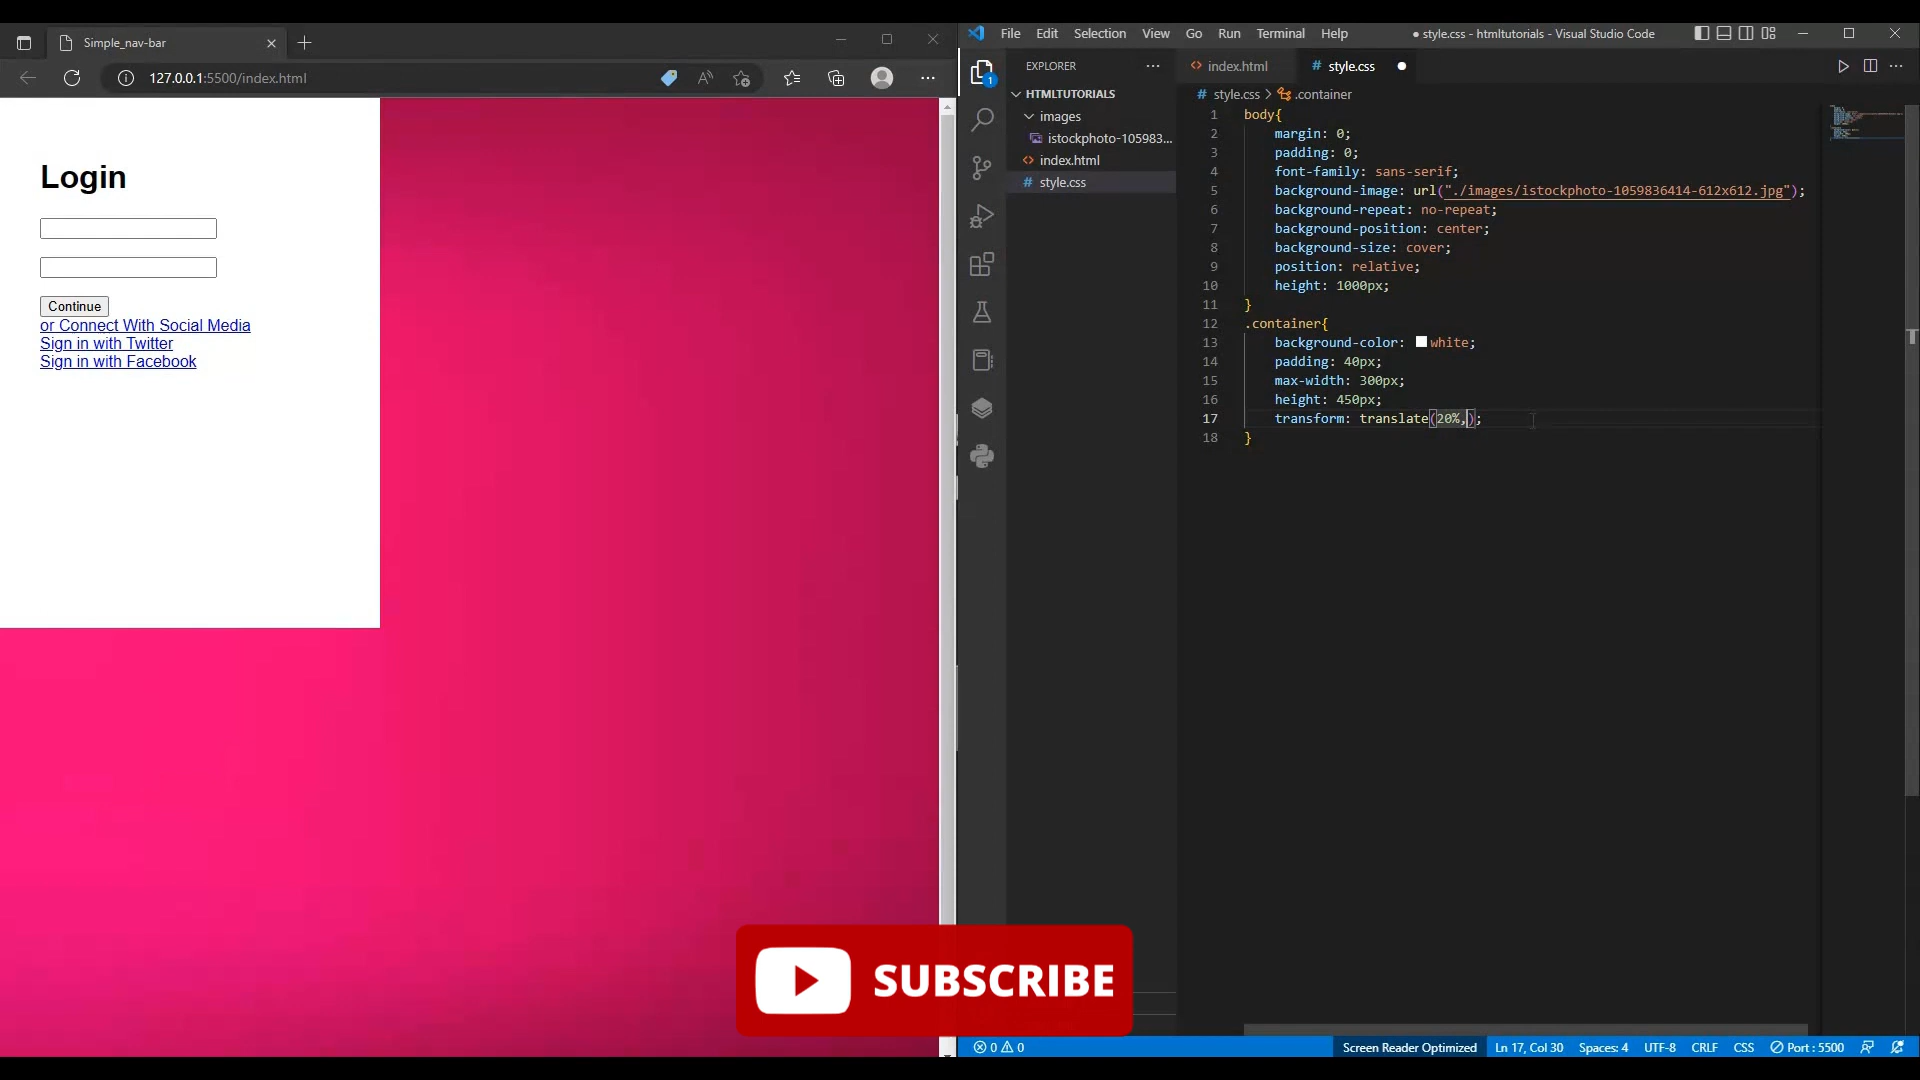 Simple_nav-bar
127.0.0.1:5500/index.html
Login
Continue
or Connect With Social Media
Sign in with Twitter
Sign in with Facebook
File Edit Selection View Go Run Terminal Help
● style.css - htmltutorials - Visual Studio Code
EXPLORER
1
HTMLTUTORIALS
images
istockphoto-105983...
<> index.html
# style.css
<> index.html
# style.css
# style.css > .container
1 body{
2 margin: 0;
3 padding: 0;
4 font-family: sans-serif;
5 background-image: url("./images/istockphoto-1059836414-612x612.jpg");
6 background-repeat: no-repeat;
7 background-position: center;
8 background-size: cover;
9 position: relative;
10 height: 1000px;
11 }
12 .container{
13 background-color: white;
14 padding: 40px;
15 max-width: 300px;
16 height: 450px;
17 transform: translate(20%,);
18 }
SUBSCRIBE
0 0
Screen Reader Optimized
Ln 17, Col 30
Spaces: 4
UTF-8
CRLF
CSS
Port : 5500